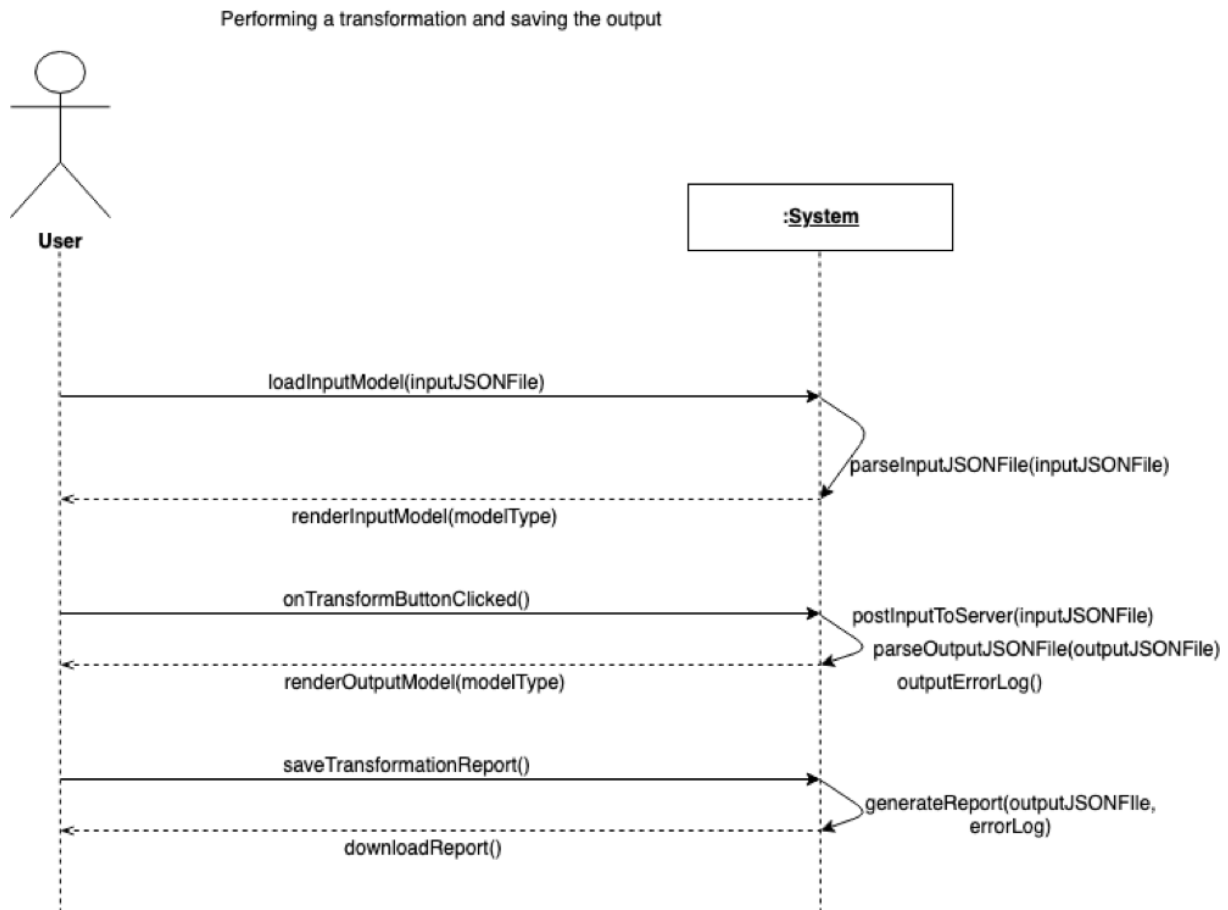 Performing a transformation and saving the output
:System
User
loadInputModel(inputJSONFile)
parseInputJSONFile(inputJSONFile)
renderInputModel(modelType)
onTransformButtonClicked()
postInputToServer(inputJSONFile)
parseOutputJSONFile(outputJSONFile)
renderOutputModel(modelType)
outputErrorLog()
saveTransformationReport()
generateReport(outputJSONFIle,
errorLog)
downloadReport()